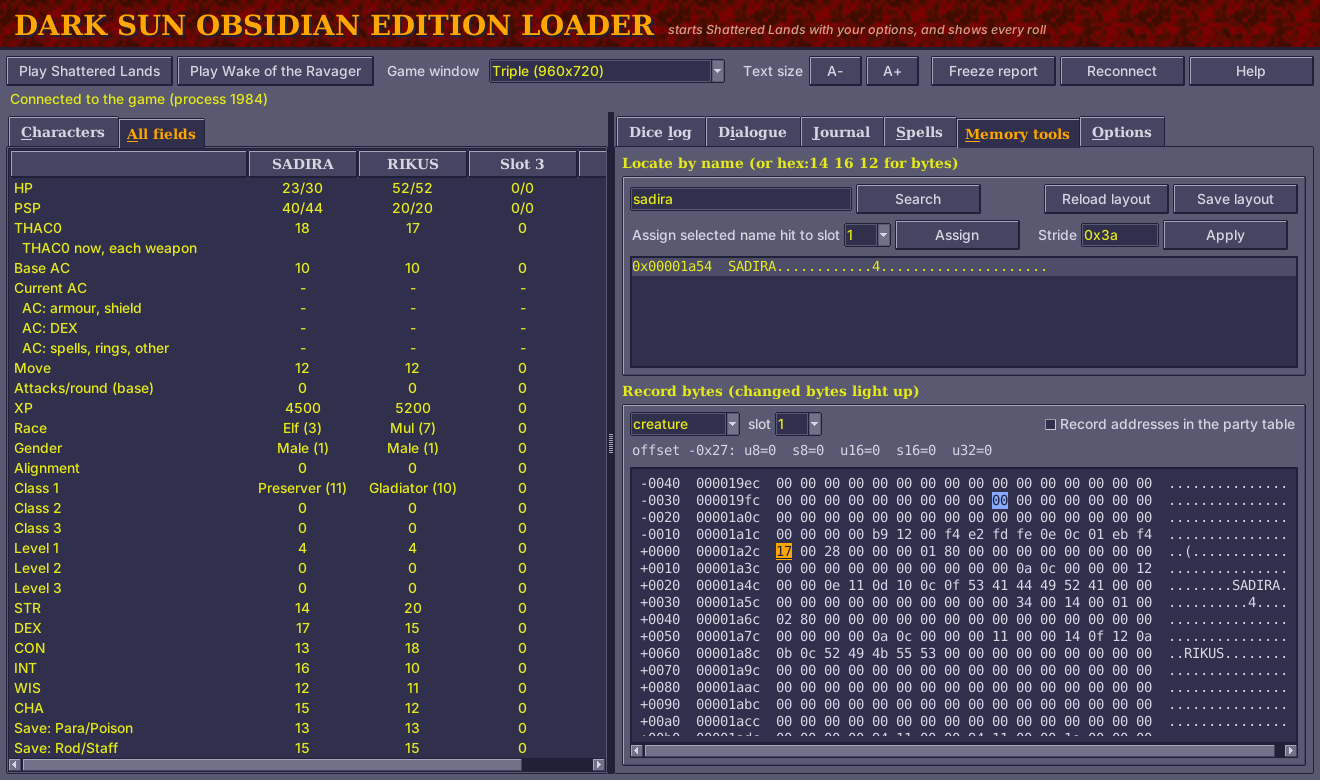 DARK SUN OBSIDIAN EDITION LOADER starts Shattered Lands with your options, and shows every roll
Play Shattered Lands Play Wake of the Ravager Game window Triple (960x720) Text size A- A+ Freeze report Reconnect Help
Connected to the game (process 1984)
Characters All fields
SADIRA RIKUS Slot 3
HP 23/30 52/52 0/0
PSP 40/44 20/20 0/0
THAC0 18 17 0
THAC0 now, each weapon
Base AC 10 10 0
Current AC - - -
AC: armour, shield - - -
AC: DEX - - -
AC: spells, rings, other - - -
Move 12 12 0
Attacks/round (base) 0 0 0
XP 4500 5200 0
Race Elf (3) Mul (7) 0
Gender Male (1) Male (1) 0
Alignment 0 0 0
Class 1 Preserver (11) Gladiator (10) 0
Class 2 0 0 0
Class 3 0 0 0
Level 1 4 4 0
Level 2 0 0 0
Level 3 0 0 0
STR 14 20 0
DEX 17 15 0
CON 13 18 0
INT 16 10 0
WIS 12 11 0
CHA 15 12 0
Save: Para/Poison 13 13 0
Save: Rod/Staff 15 15 0
Dice log Dialogue Journal Spells Memory tools Options
Locate by name (or hex:14 16 12 for bytes)
sadira Search Reload layout Save layout
Assign selected name hit to slot 1 Assign Stride 0x3a Apply
0x00001a54 SADIRA............4.....................
Record bytes (changed bytes light up)
creature slot 1 Record addresses in the party table
offset -0x27: u8=0 s8=0 u16=0 s16=0 u32=0
-0040 000019ec 00 00 00 00 00 00 00 00 00 00 00 00 00 00 00 00 ...............
-0030 000019fc 00 00 00 00 00 00 00 00 00 00 00 00 00 00 00 00 ...............
-0020 00001a0c 00 00 00 00 00 00 00 00 00 00 00 00 00 00 00 00 ...............
-0010 00001a1c 00 00 00 00 b9 12 00 f4 e2 fd fe 0e 0c 01 eb f4 ...............
+0000 00001a2c 17 00 28 00 00 00 01 80 00 00 00 00 00 00 00 00 ..(............
+0010 00001a3c 00 00 00 00 00 00 00 00 00 00 0a 0c 00 00 00 12 ...............
+0020 00001a4c 00 00 0e 11 0d 10 0c 0f 53 41 44 49 52 41 00 00 ........SADIRA.
+0030 00001a5c 00 00 00 00 00 00 00 00 00 00 34 00 14 00 01 00 ..........4....
+0040 00001a6c 02 80 00 00 00 00 00 00 00 00 00 00 00 00 00 00 ...............
+0050 00001a7c 00 00 00 00 0a 0c 00 00 00 11 00 00 14 0f 12 0a ...............
+0060 00001a8c 0b 0c 52 49 4b 55 53 00 00 00 00 00 00 00 00 00 ..RIKUS........
+0070 00001a9c 00 00 00 00 00 00 00 00 00 00 00 00 00 00 00 00 ...............
+0080 00001aac 00 00 00 00 00 00 00 00 00 00 00 00 00 00 00 00 ...............
+0090 00001abc 00 00 00 00 00 00 00 00 00 00 00 00 00 00 00 00 ...............
+00a0 00001acc 00 00 00 00 00 00 00 00 00 00 00 00 00 00 00 00 ...............